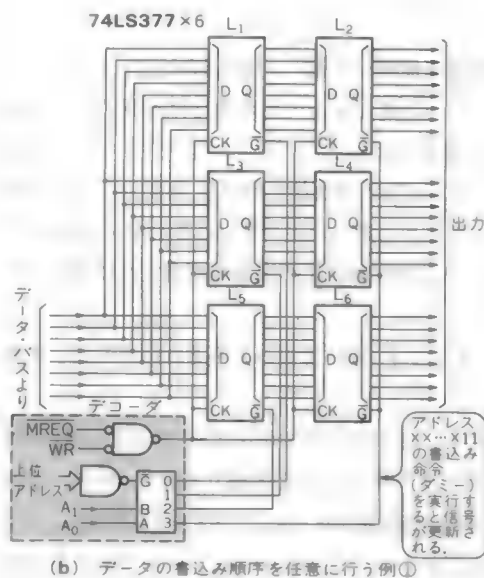 74LS377×6
L₁
L₂
D Q
D Q
CK G̅
CK G̅
L₃
L₄
D Q
D Q
CK G̅
CK G̅
出力
L₅
L₆
D Q
D Q
CK G̅
CK G̅
データ・バスより
デコーダ
M̅R̅E̅Q̅
W̅R̅
上位
アドレス
A₁
A₀
G̅ 0
1
B 2
A 3
アドレス
××…×11
の書込み
命令
(ダミー)
を実行す
ると信号
が更新さ
れる.
(b) データの書込み順序を任意に行う例①